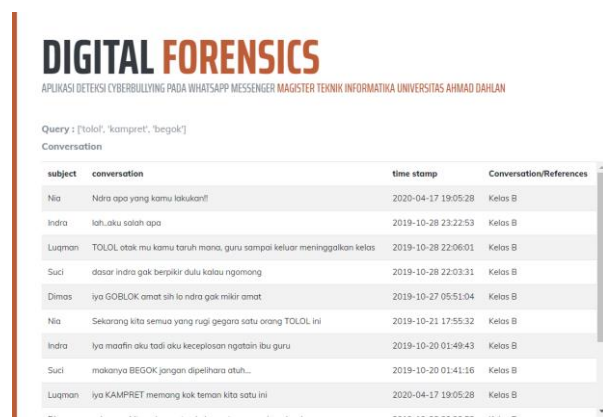 DIGITAL FORENSICS
APLIKASI DETEKSI CYBERBULLYING PADA WHATSAPP MESSENGER MAGISTER TEKNIK INFORMATIKA UNIVERSITAS AHMAD DAHLAN
Query : ['tolol', 'kampret', 'begok']
Conversation
subject conversation time stamp Conversation/References
Nia Ndra apa yang kamu lakukan!! 2020-04-17 19:05:28 Kelas B
Indra lah..aku salah apa 2019-10-28 23:22:53 Kelas B
Luqman TOLOL otak mu kamu taruh mana, guru sampai keluar meninggalkan kelas 2019-10-28 22:06:01 Kelas B
Suci dasar indra gak berpikir dulu kalau ngomong 2019-10-28 22:03:31 Kelas B
Dimas iya GOBLOK amat sih lo ndra gak mikir amat 2019-10-27 05:51:04 Kelas B
Nia Sekarang kita semua yang rugi gegara satu orang TOLOL ini 2019-10-21 17:55:32 Kelas B
Indra Iya maafin aku tadi aku keceplosan ngatain ibu guru 2019-10-20 01:49:43 Kelas B
Suci makanya BEGOK jangan dipelihara atuh... 2019-10-20 01:41:16 Kelas B
Luqman iya KAMPRET memang kok teman kita satu ini 2020-04-17 19:05:28 Kelas B